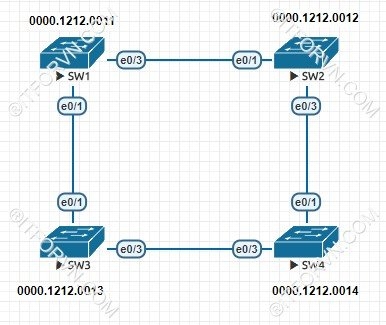 0000.1212.0011
0000.1212.0012
e0/3
e0/1
SW1
SW2
e0/1
e0/3
e0/1
e0/1
e0/3
e0/3
SW3
SW4
0000.1212.0013
0000.1212.0014
@ITFORVN.COM
@ITFORVN.COM
@ITFORVN.COM
@ITFORVN.COM